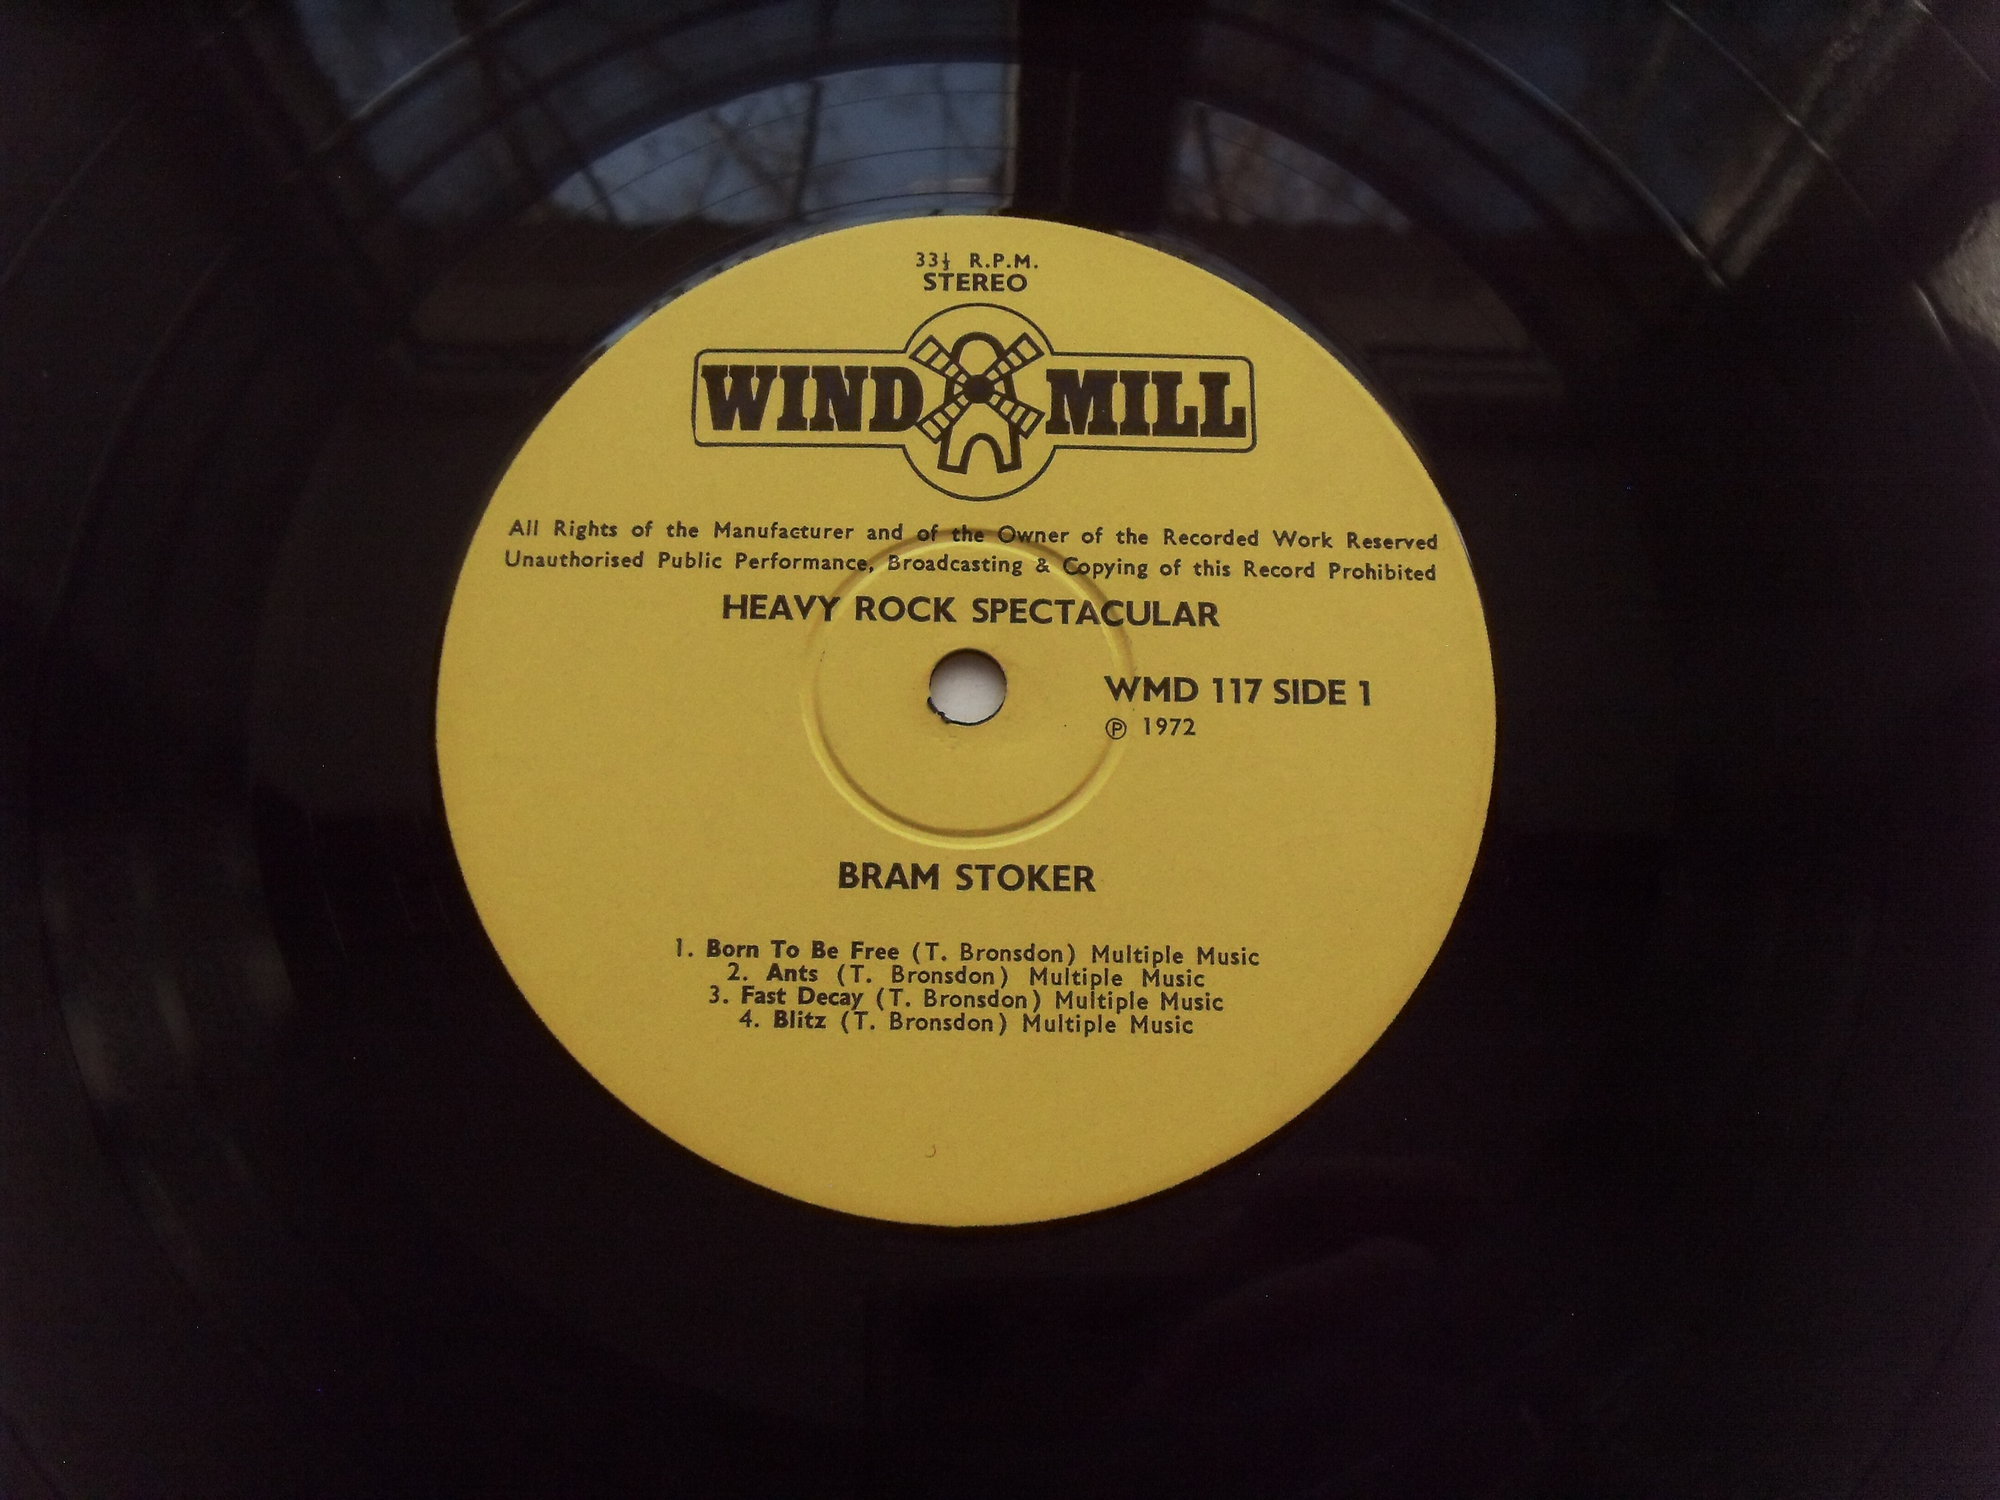 33⅓ R.P.M.
STEREO
WIND MILL
All Rights of the Manufacturer and of the Owner of the Recorded Work Reserved
Unauthorised Public Performance, Broadcasting & Copying of this Record Prohibited
HEAVY ROCK SPECTACULAR
WMD 117 SIDE 1
℗ 1972
BRAM STOKER
1. Born To Be Free (T. Bronsdon) Multiple Music
2. Ants (T. Bronsdon) Multiple Music
3. Fast Decay (T. Bronsdon) Multiple Music
4. Blitz (T. Bronsdon) Multiple Music